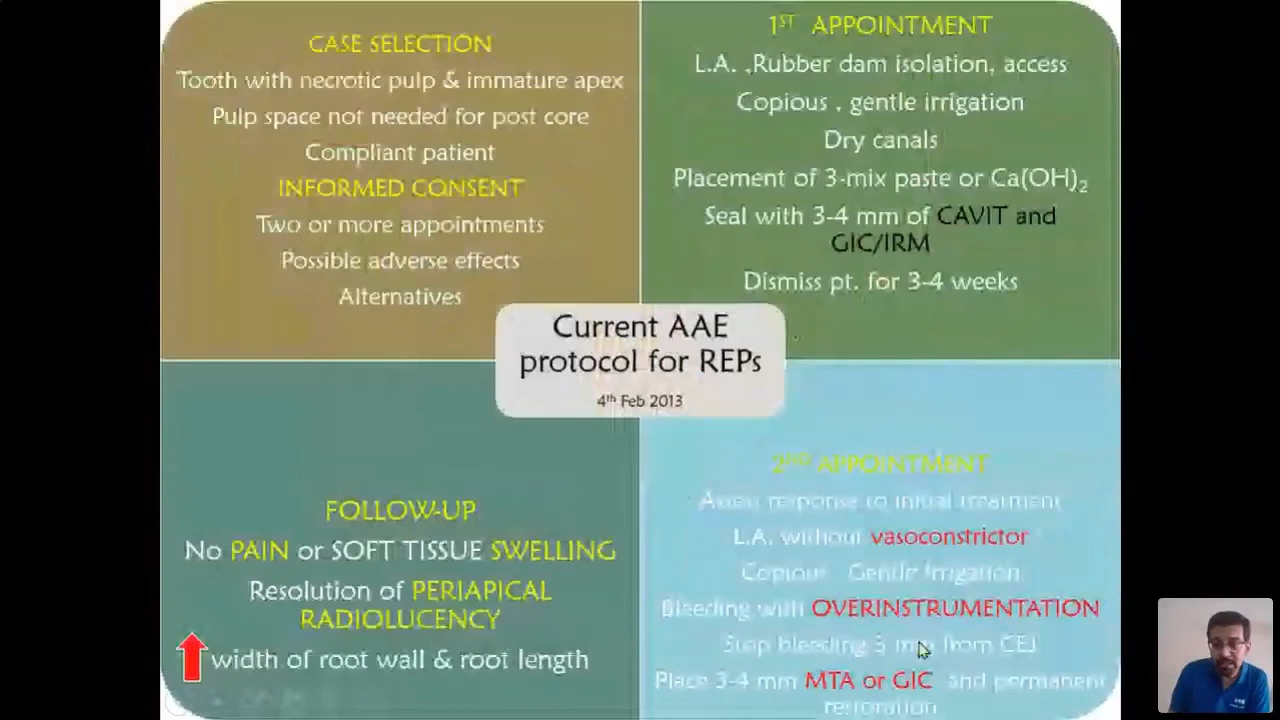 CASE SELECTION
Tooth with necrotic pulp & immature apex
Pulp space not needed for post core
Compliant patient
INFORMED CONSENT
Two or more appointments
Possible adverse effects
Alternatives
1ST APPOINTMENT
L.A. ,Rubber dam isolation, access
Copious , gentle irrigation
Dry canals
Placement of 3-mix paste or Ca(OH)2
Seal with 3-4 mm of CAVIT and
GIC/IRM
Dismiss pt. for 3-4 weeks
Current AAE
protocol for REPs
4th Feb 2013
FOLLOW-UP
No PAIN or SOFT TISSUE SWELLING
Resolution of PERIAPICAL
RADIOLUCENCY
width of root wall & root length
2ND APPOINTMENT
Assess response to initial treatment
L.A. without vasoconstrictor
Copious Gentle irrigation
Bleeding with OVERINSTRUMENTATION
Stop bleeding 3 mm from CEJ
Place 3-4 mm MTA or GIC and permanent
restoration